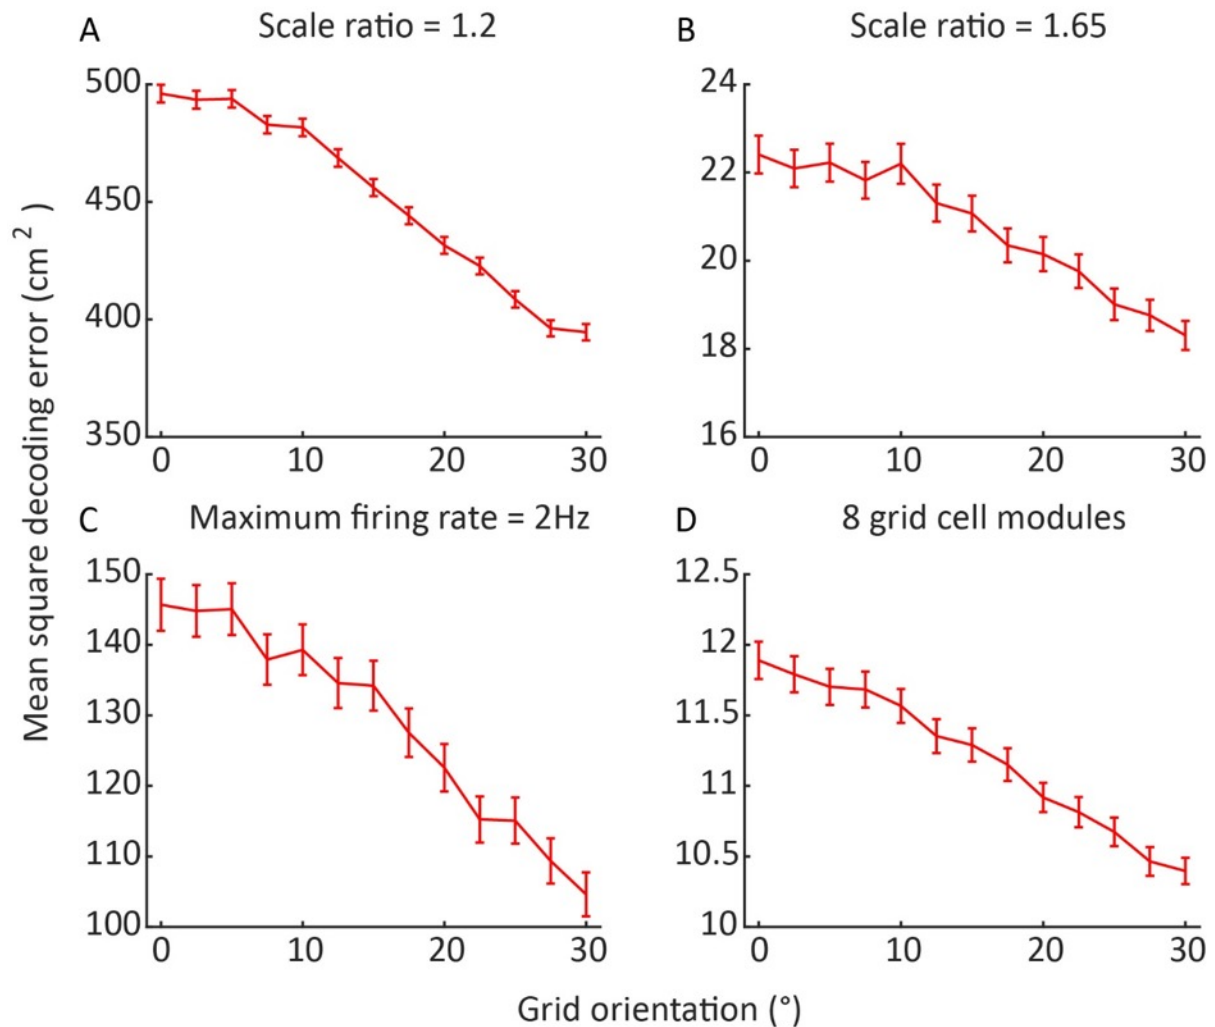 A Scale ratio = 1.2
B Scale ratio = 1.65
500
450
400
350
0 10 20 30
24
22
20
18
16
0 10 20 30
C Maximum firing rate = 2Hz
D 8 grid cell modules
150
140
130
120
110
100
0 10 20 30
12.5
12
11.5
11
10.5
10
0 10 20 30
Mean square decoding error (cm ² )
Grid orientation (°)